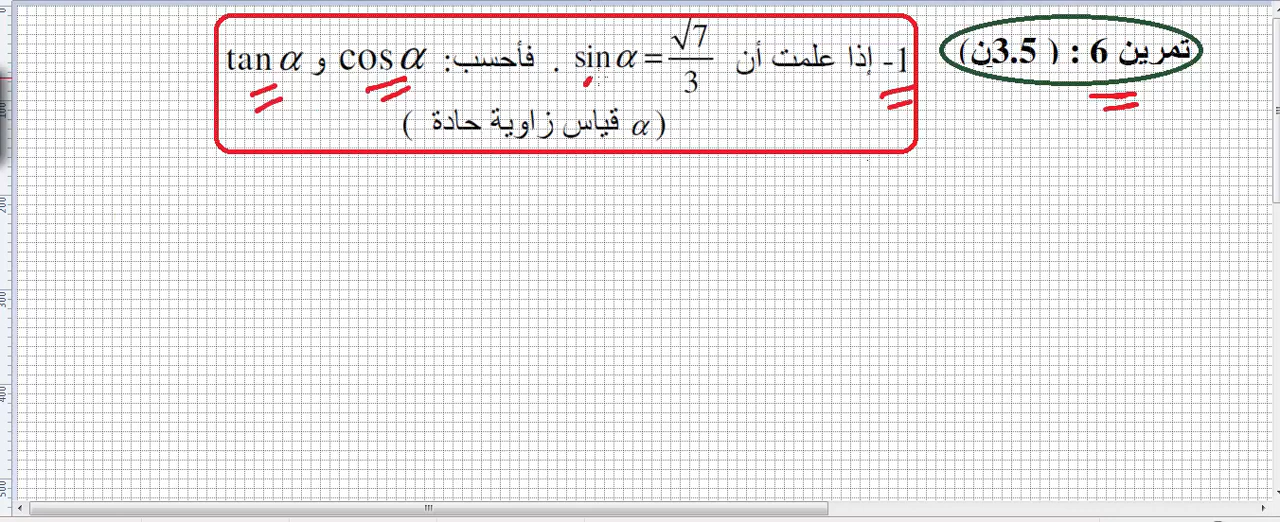 تمرين 6 : ( 3.5ن)
1- إذا علمت أن sin α = √7/3 . فأحسب: cos α و tan α
( α قياس زاوية حادة )